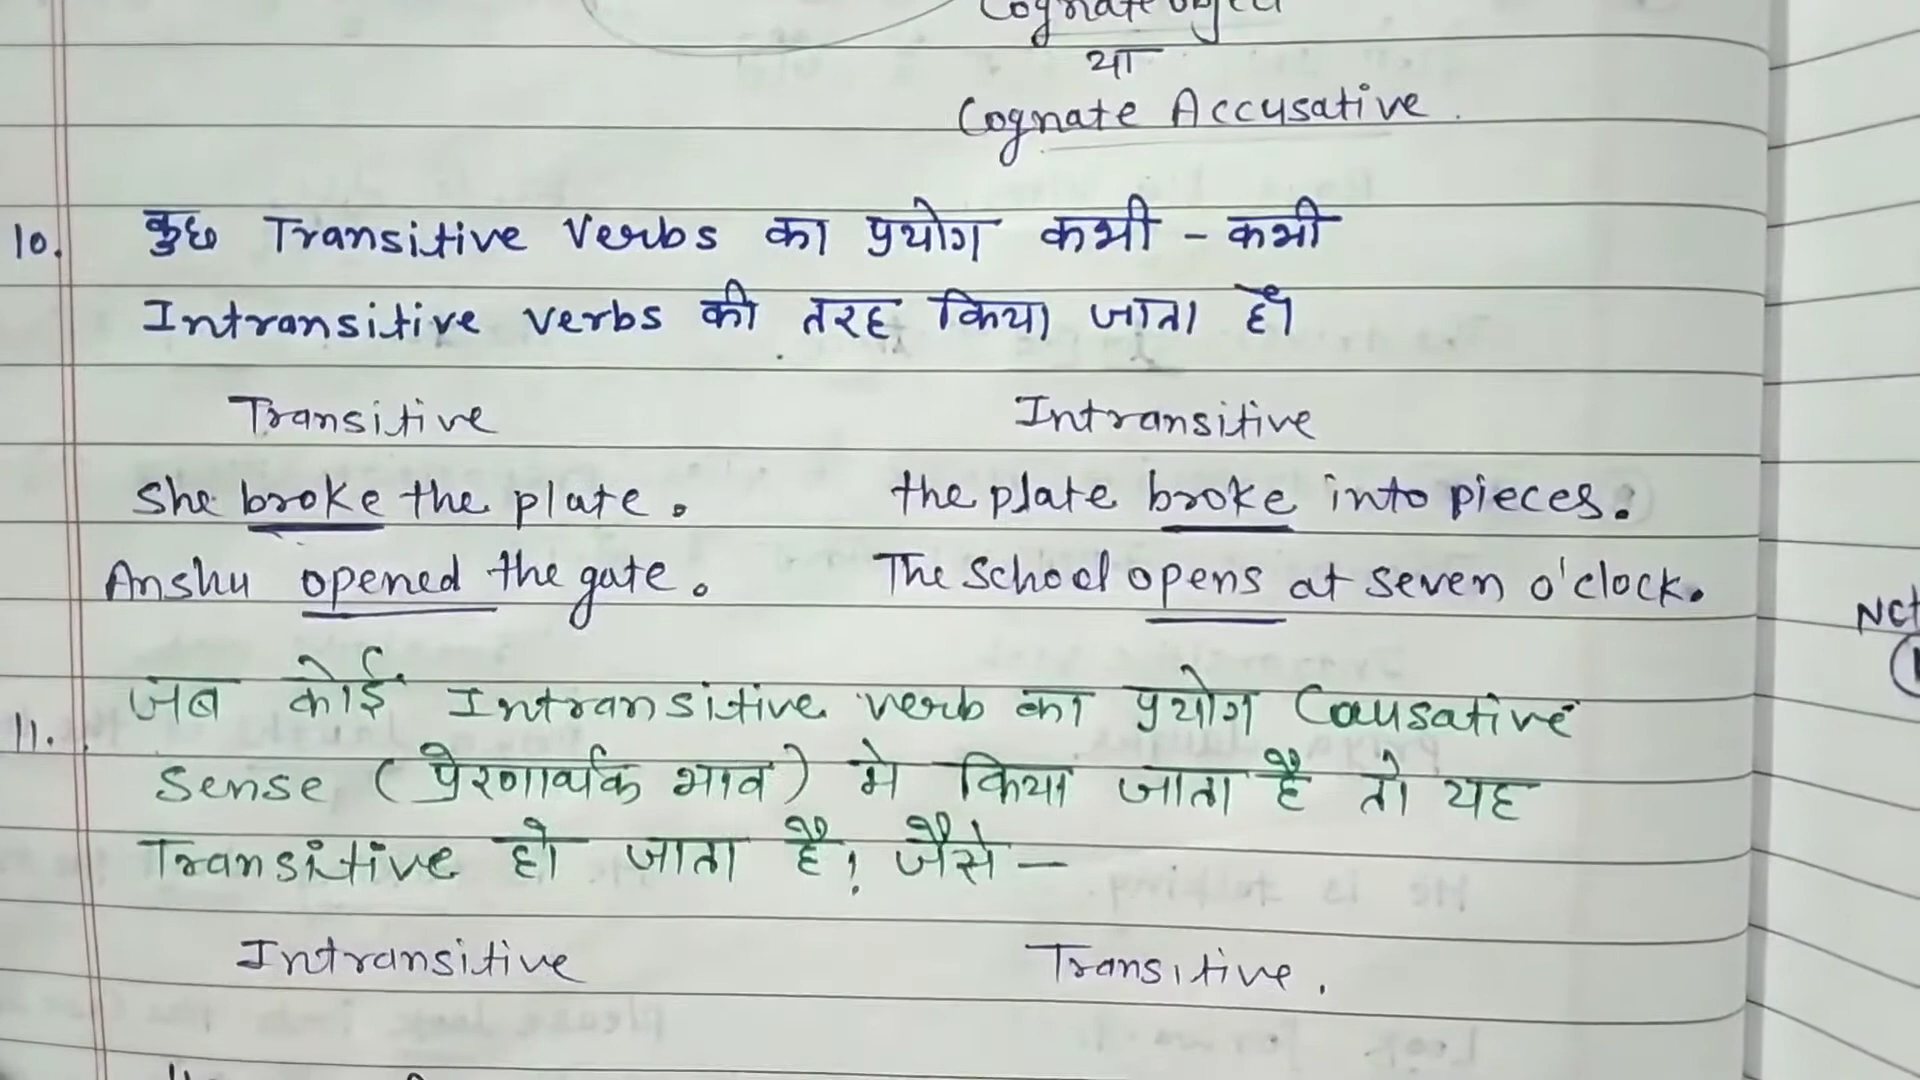 Cognate object
या
Cognate Accusative.
10. कुछ Transitive Verbs का प्रयोग कभी - कभी
Intransitive verbs की तरह किया जाता है।
Transitive Intransitive
She broke the plate. the plate broke into pieces.
Anshu opened the gate. The School opens at seven o'clock.
11. जब कोई Intransitive verb का प्रयोग Causative
Sense (प्रेरणार्थक भाव) मे किया जाता है तो यह
Transitive हो जाता है। जैसे —
Intransitive Transitive.